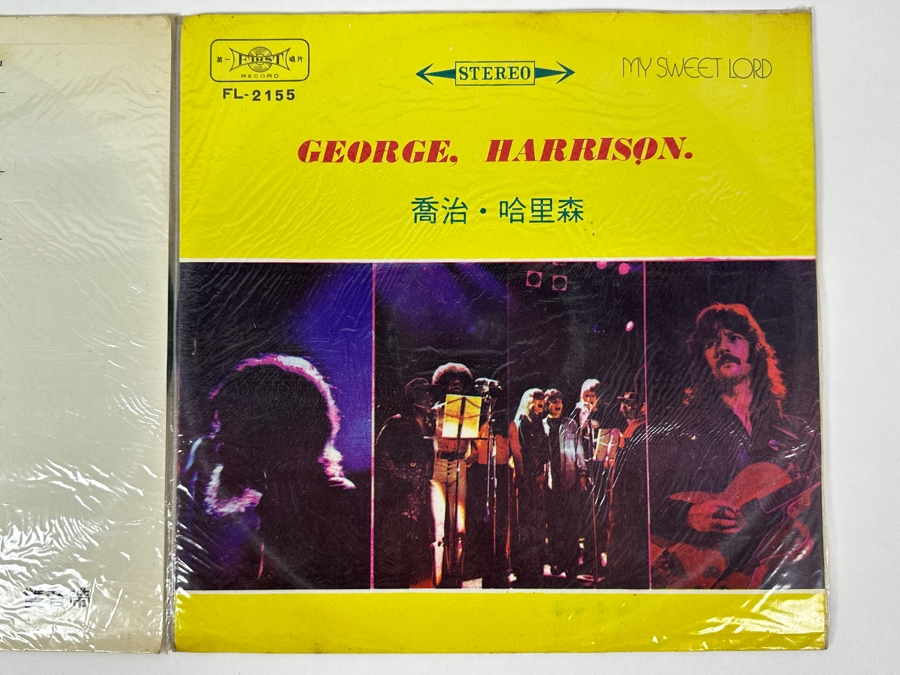 第一 FIRST 唱片
RECORD
FL-2155
STEREO
MY SWEET LORD
GEORGE. HARRISON.
喬治・哈里森